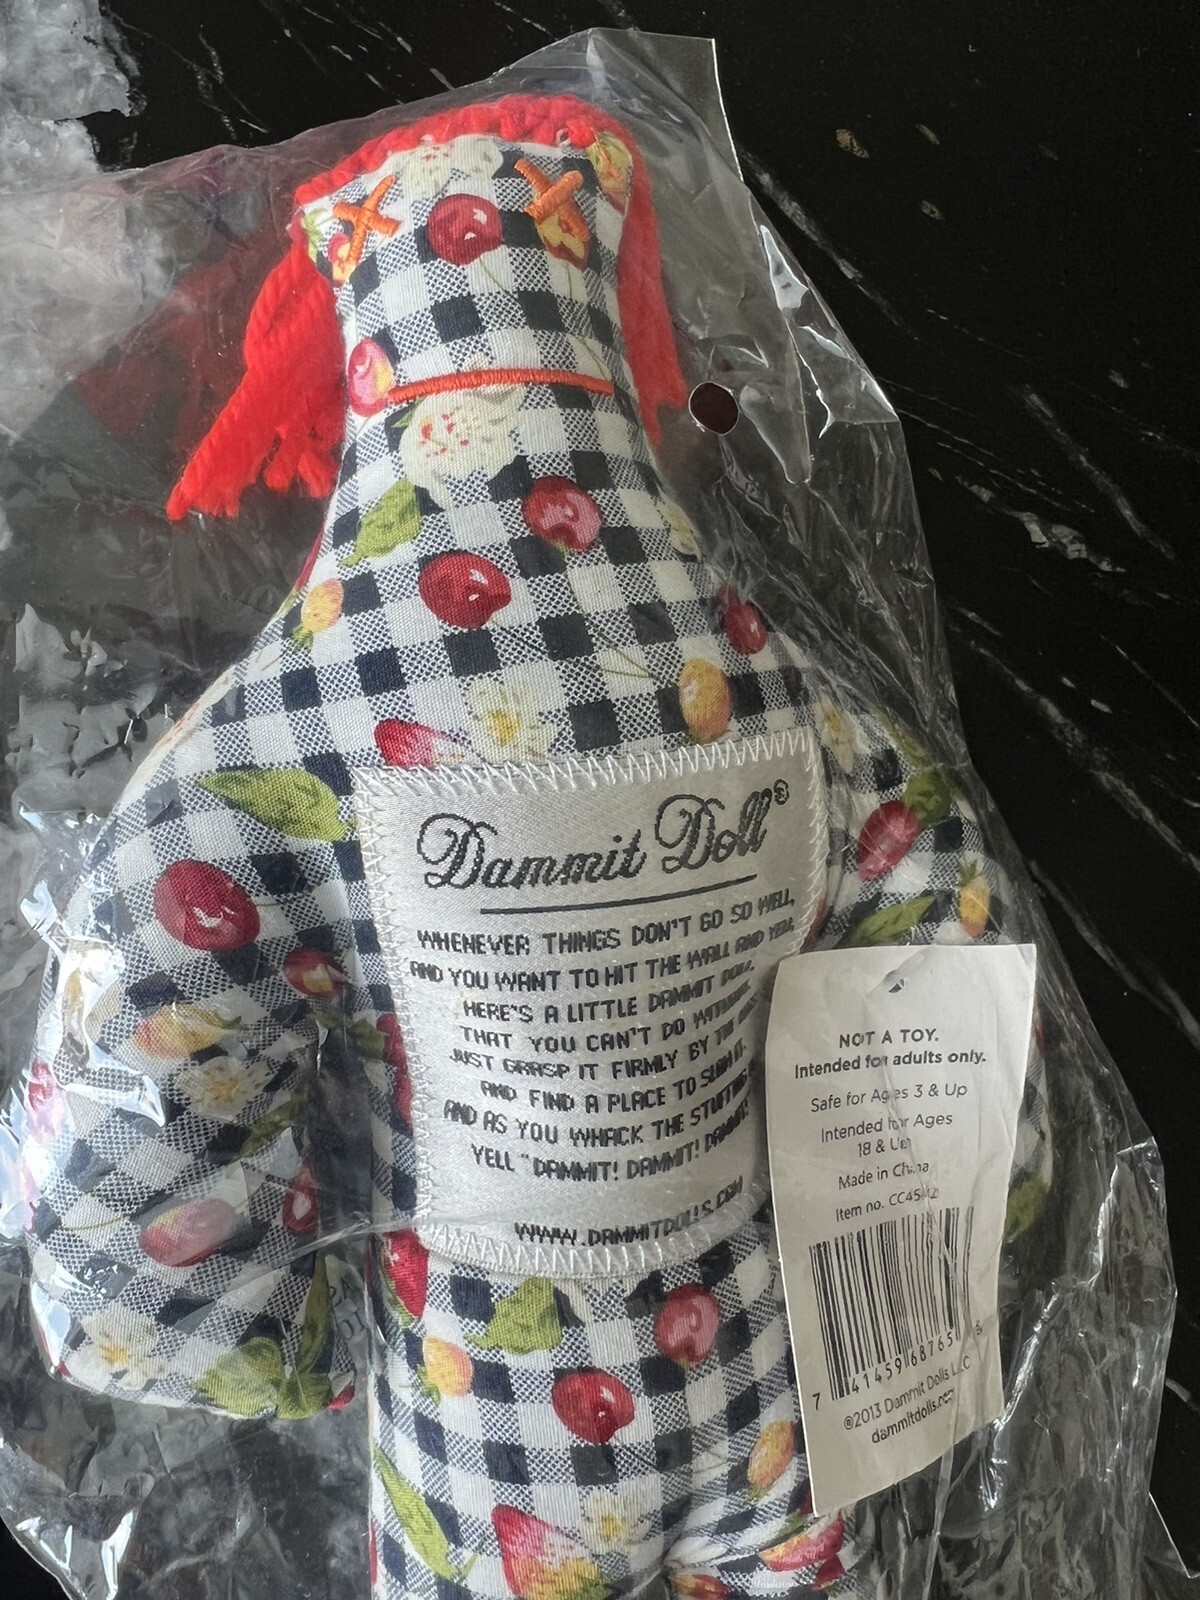 Dammit Doll®
WHENEVER THINGS DON'T GO SO WELL,
AND YOU WANT TO HIT THE WALL AND YELL,
HERE'S A LITTLE DAMMIT DOLL
THAT YOU CAN'T DO WITHOUT.
JUST GRASP IT FIRMLY BY THE
AND FIND A PLACE TO SLAM IT.
AND AS YOU WHACK THE STUFFING
YELL "DAMMIT! DAMMIT! DAMMIT!
WWW.DAMMITDOLLS.COM
NOT A TOY.
Intended for adults only.
Safe for Ages 3 & Up
Intended for Ages
18 & Up
Made in China
Item no.
7 41459 68765
©2013 Dammit Dolls LLC
dammitdolls.com